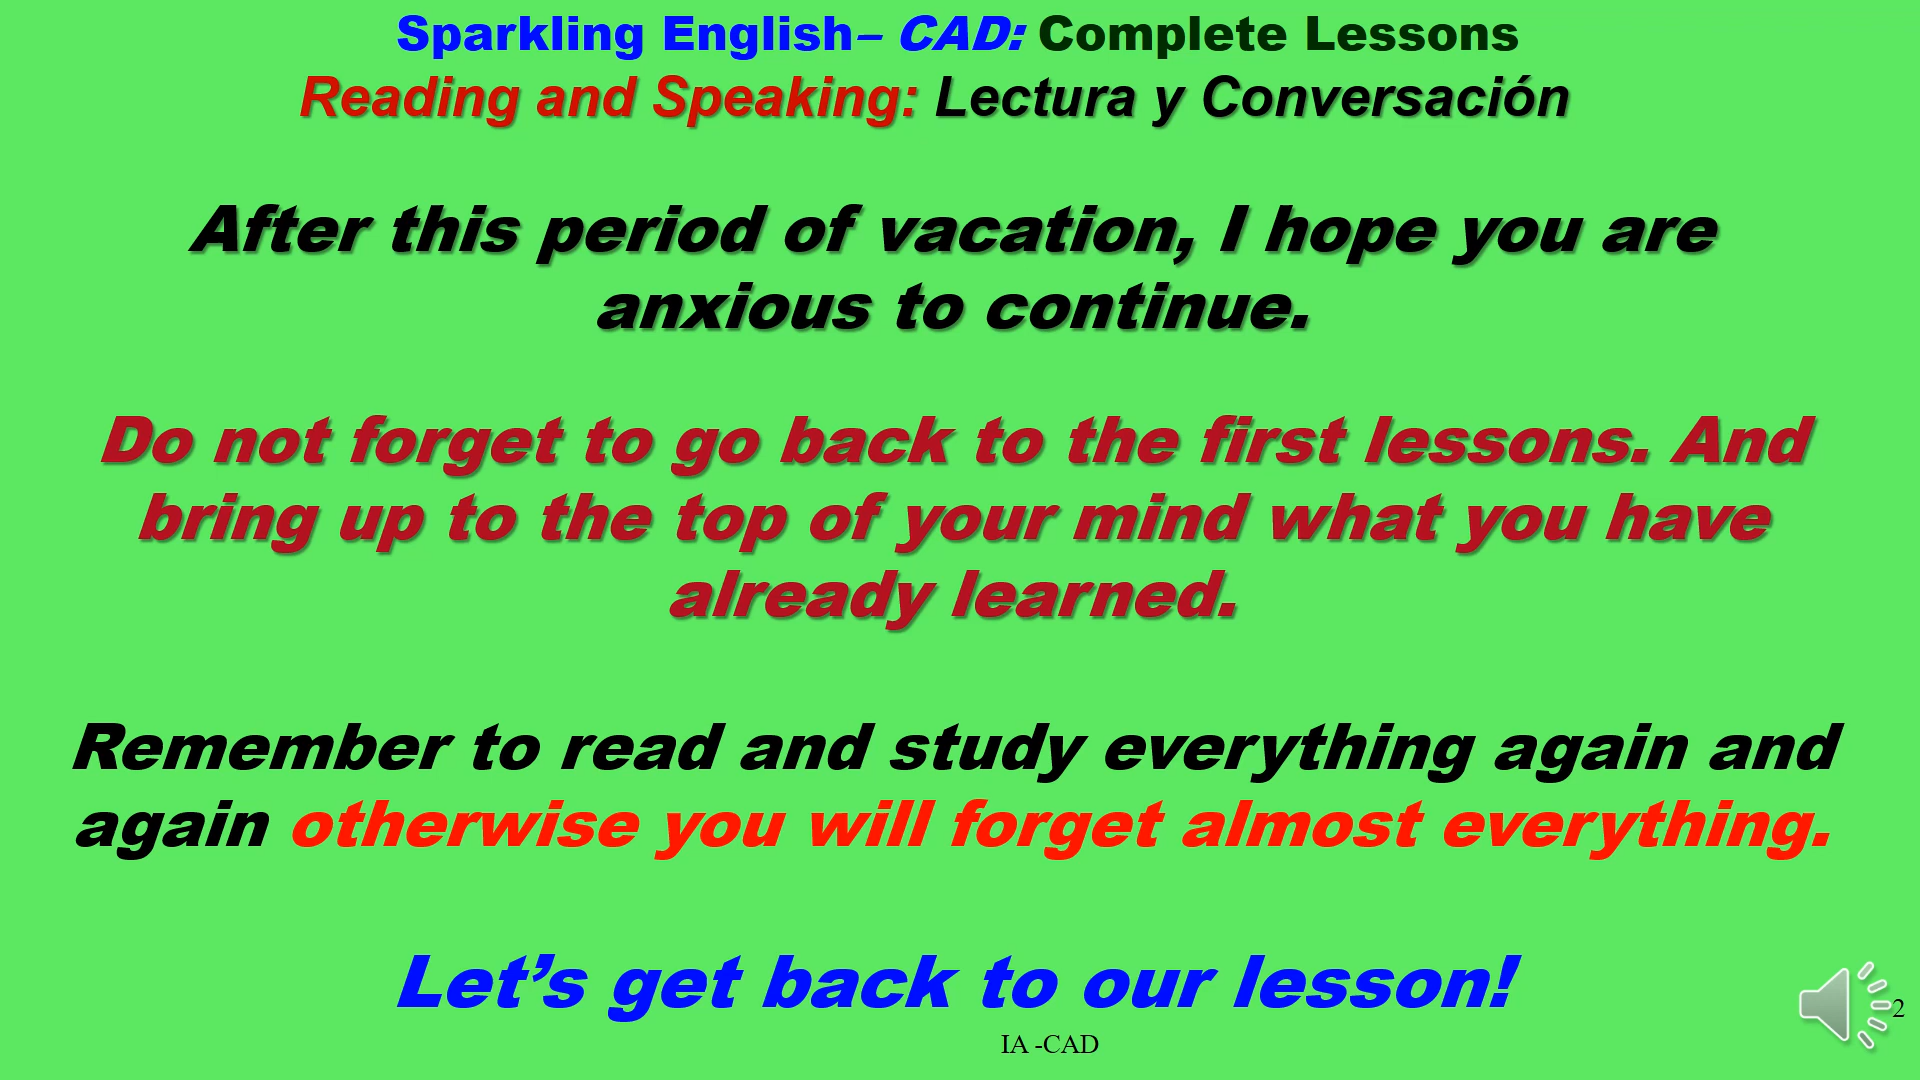 Sparkling English– CAD: Complete Lessons
Reading and Speaking: Lectura y Conversación
After this period of vacation, I hope you are
anxious to continue.
Do not forget to go back to the first lessons. And
bring up to the top of your mind what you have
already learned.
Remember to read and study everything again and
again otherwise you will forget almost everything.
Let’s get back to our lesson!
2
IA -CAD